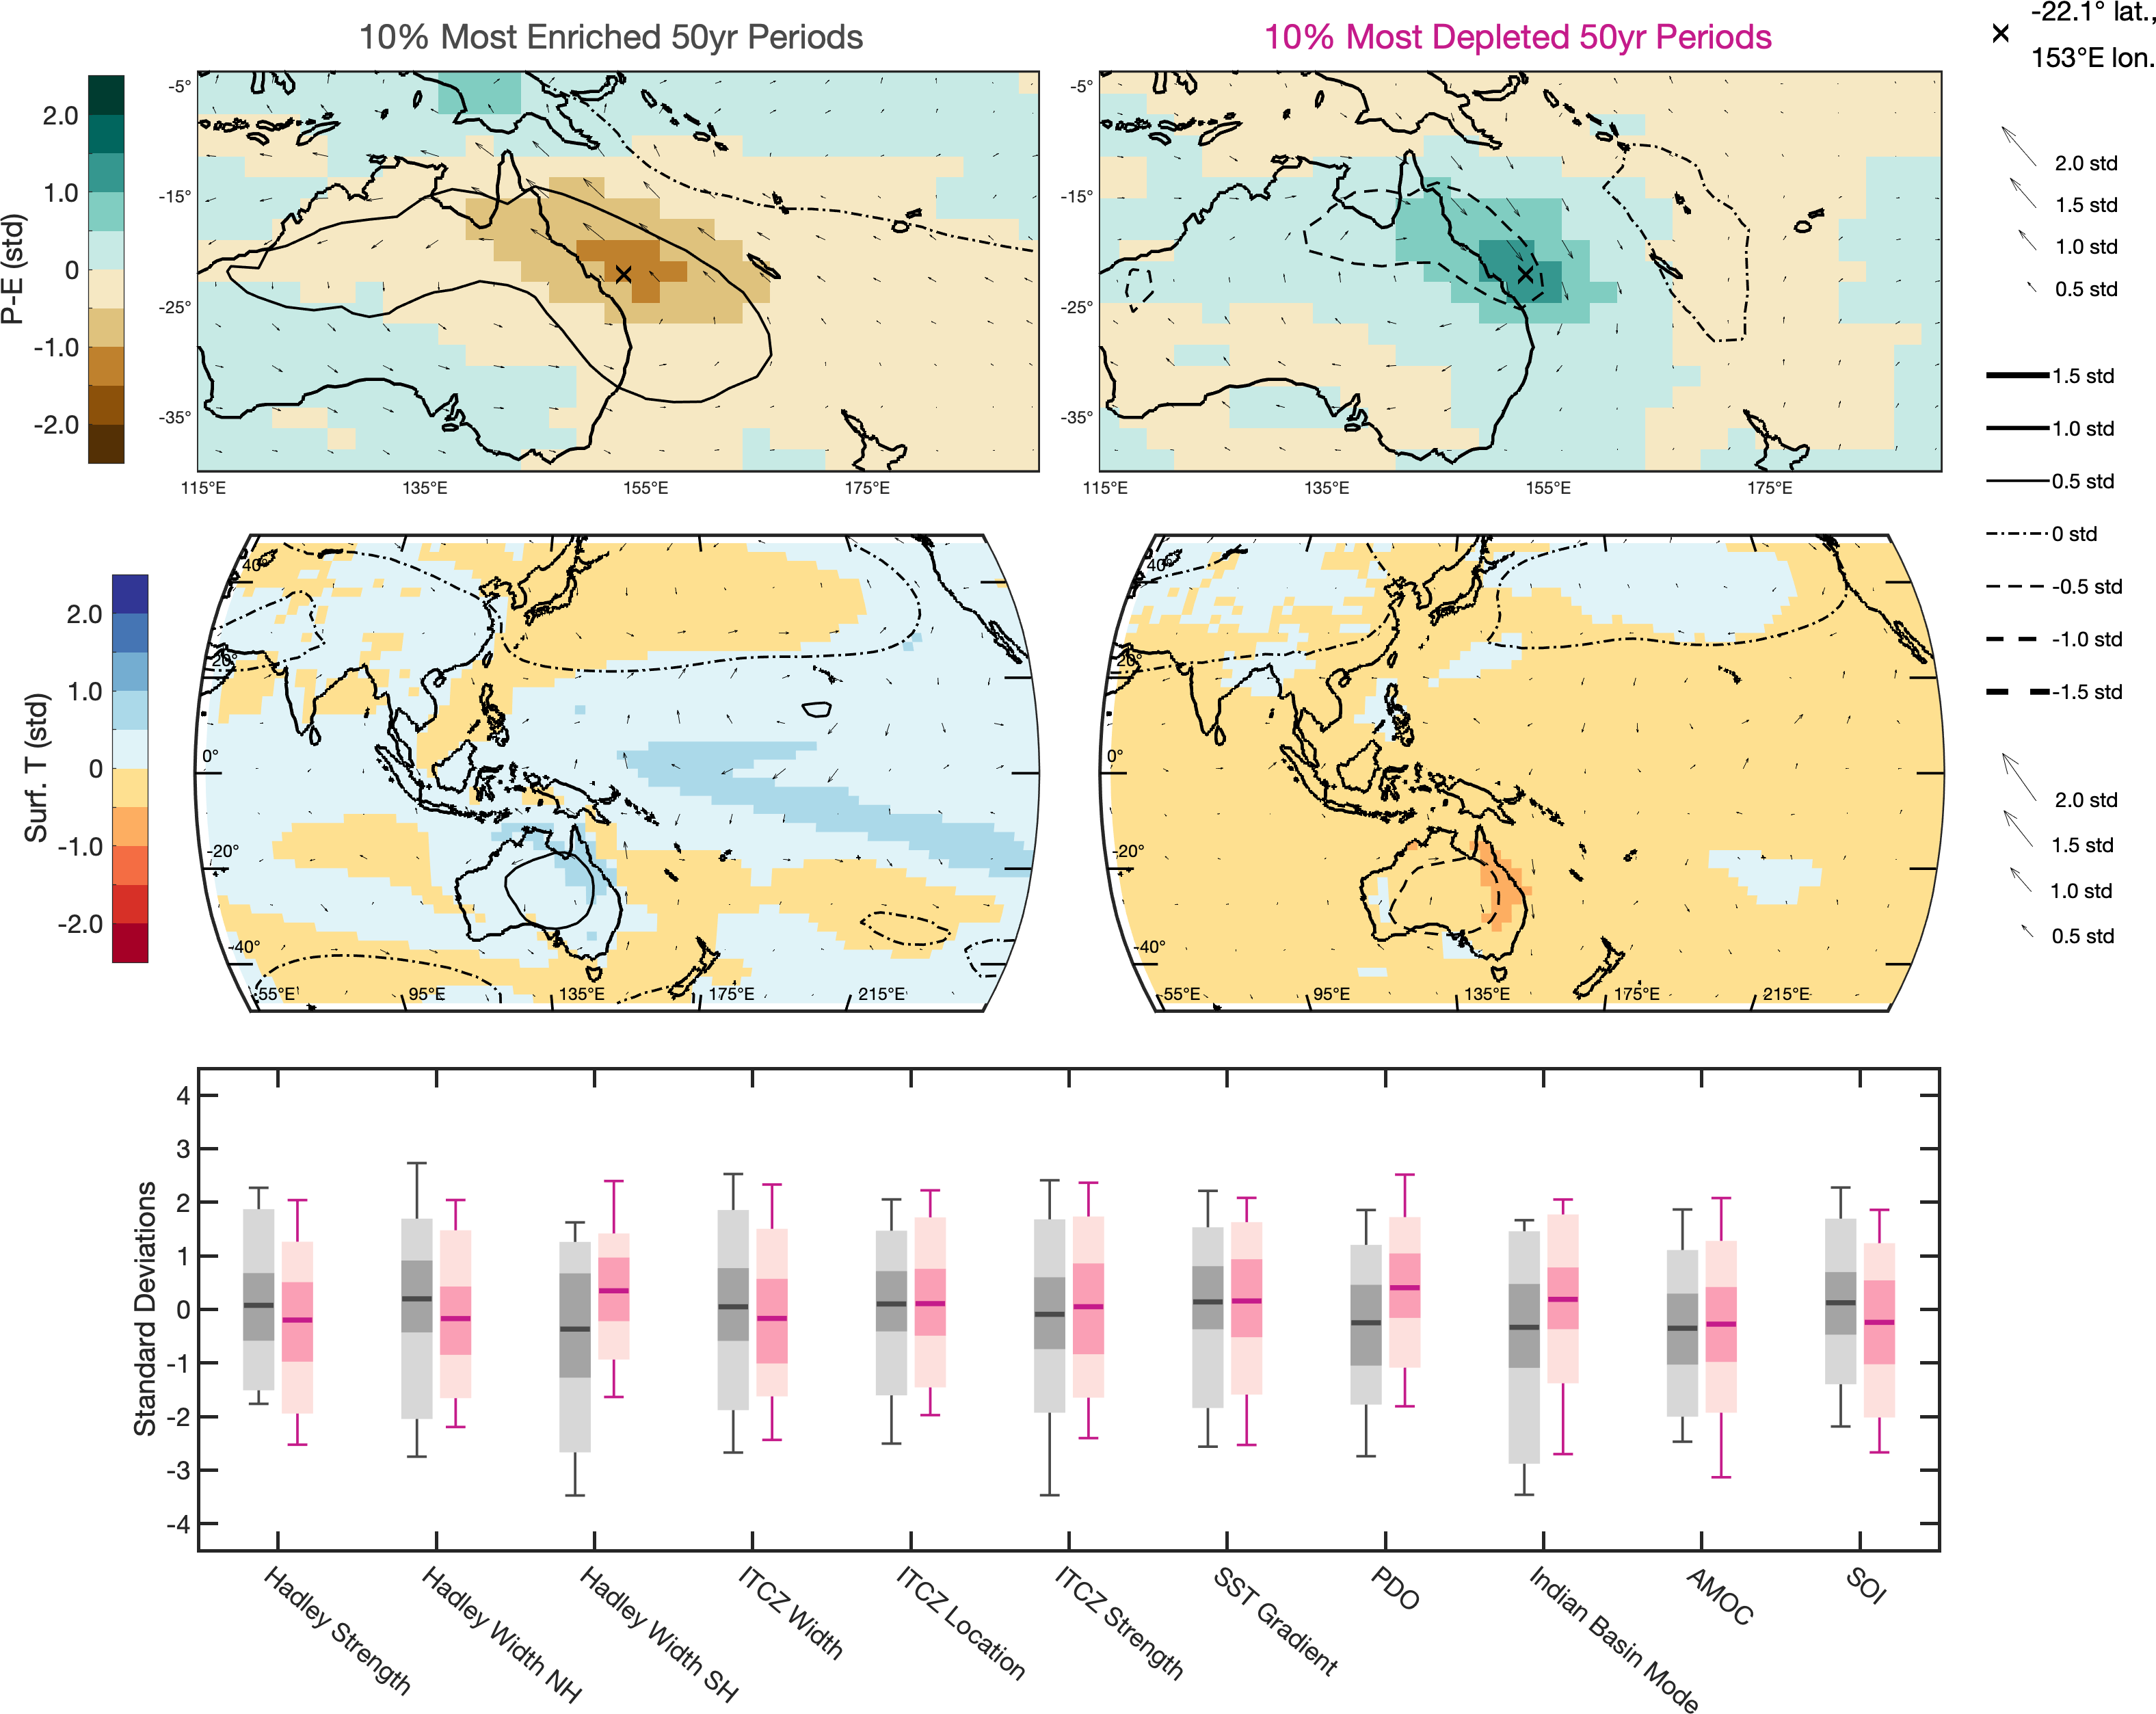 10% Most Enriched 50yr Periods
10% Most Depleted 50yr Periods
-22.1° lat.,
153°E lon.
P-E (std)
2.0
1.0
0
-1.0
-2.0
-5°
-15°
-25°
-35°
115°E
135°E
155°E
175°E
-5°
-15°
-25°
-35°
115°E
135°E
155°E
175°E
2.0 std
1.5 std
1.0 std
0.5 std
1.5 std
1.0 std
0.5 std
0 std
-0.5 std
-1.0 std
-1.5 std
Surf. T (std)
2.0
1.0
0
-1.0
-2.0
40°
20°
0°
-20°
-40°
55°E
95°E
135°E
175°E
215°E
40°
20°
0°
-20°
-40°
55°E
95°E
135°E
175°E
215°E
2.0 std
1.5 std
1.0 std
0.5 std
Standard Deviations
4
3
2
1
0
-1
-2
-3
-4
Hadley Strength
Hadley Width NH
Hadley Width SH
ITCZ Width
ITCZ Location
ITCZ Strength
SST Gradient
PDO
Indian Basin Mode
AMOC
SOI